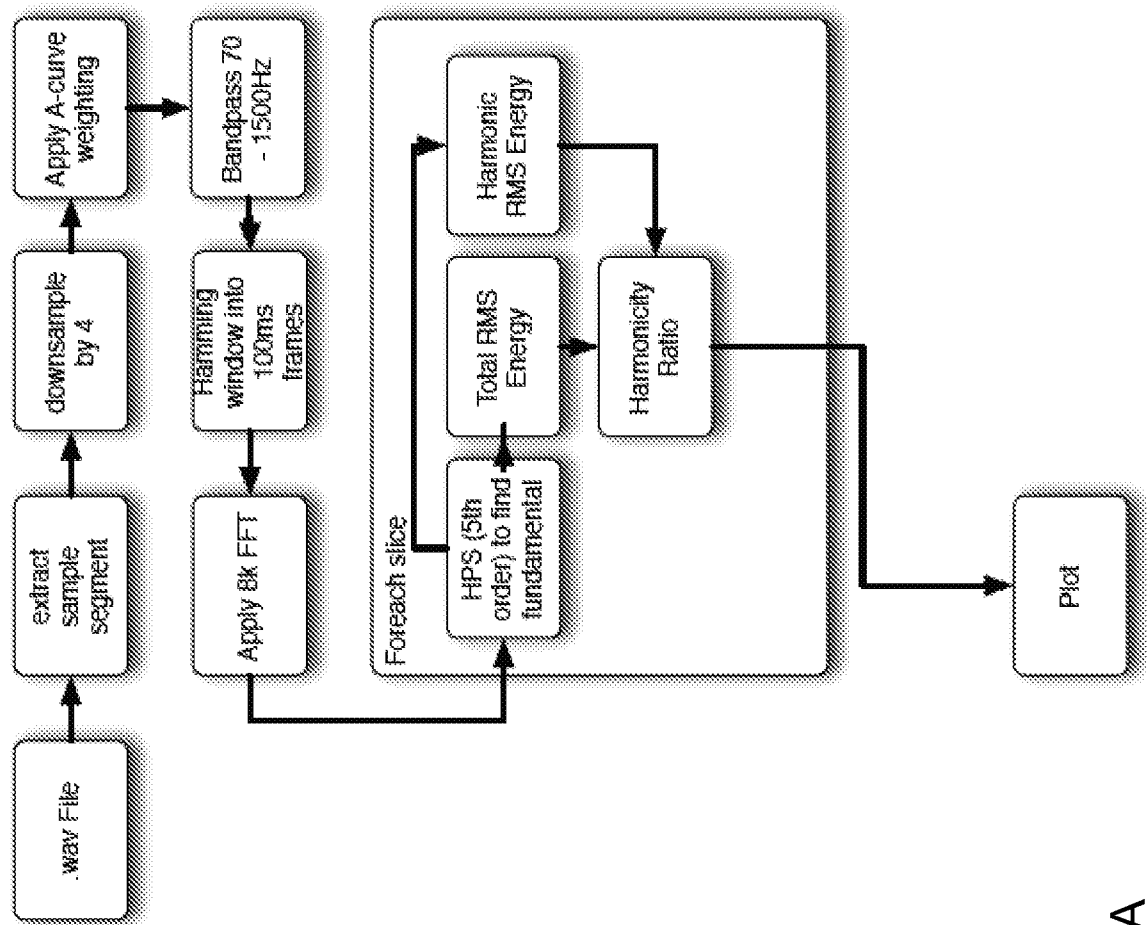 .wav File
extract
sample
segment
downsample
by 4
Apply A-curve
weighting
Bandpass 70
- 1500Hz
Hamming
window into
100ms
frames
Apply 8k FFT
Foreach slice
HPS (5th
order) to find
fundamental
Total RMS
Energy
Harmonic
RMS Energy
Harmonicity
Ratio
Plot
A